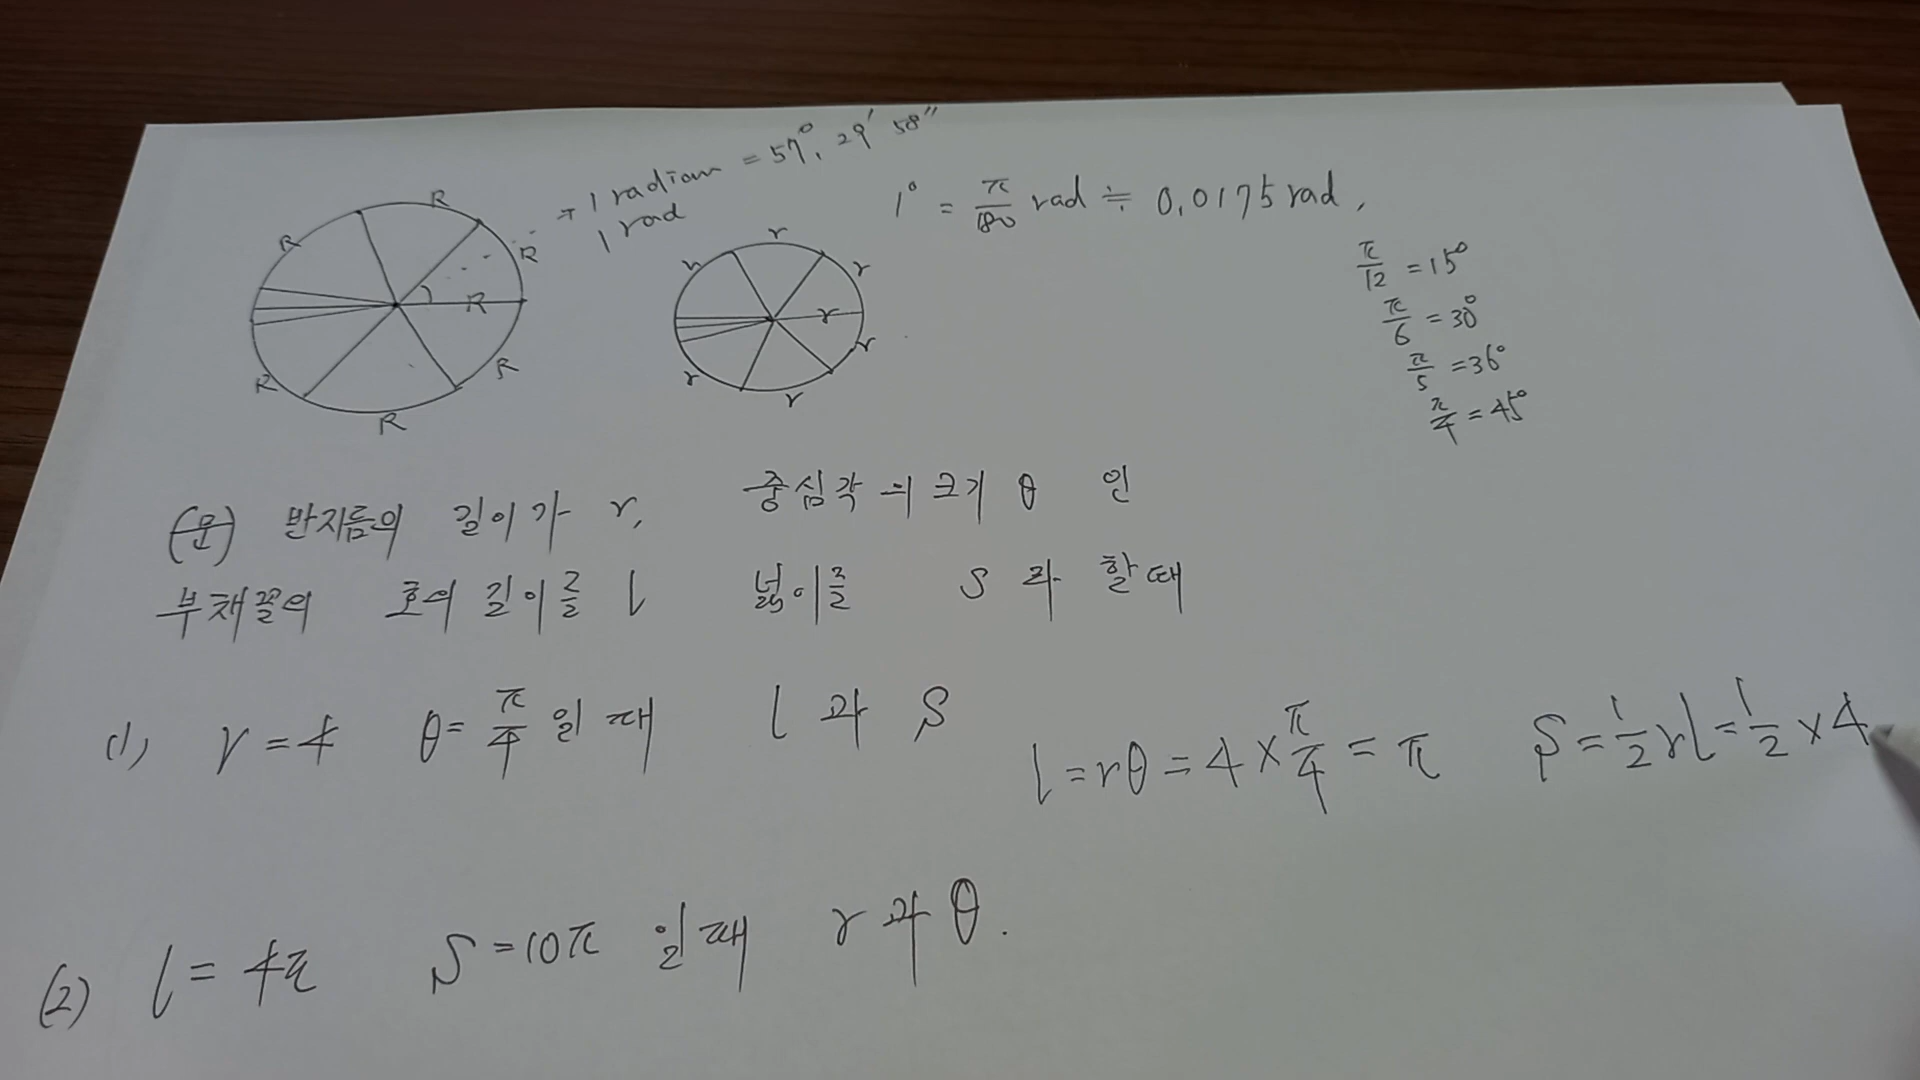 → 1 radian = 57°, 29′ 58″
1 rad
1° = π/180 rad ≒ 0.0175 rad,
R
R
R
R
R
R
R
r
r
r
r
r
r
π/12 = 15°
π/6 = 30°
π/5 = 36°
π/4 = 45°
(문) 반지름의 길이가 r, 중심각의 크기 θ 인
부채꼴의 호의 길이를 l 넓이를 S 라 할때
(1) r = 4 θ = π/4 일 때 l 과 S l = rθ = 4 × π/4 = π S = 1/2 rl = 1/2 × 4
(2) l = 4π S = 10π 일때 r 과 θ.